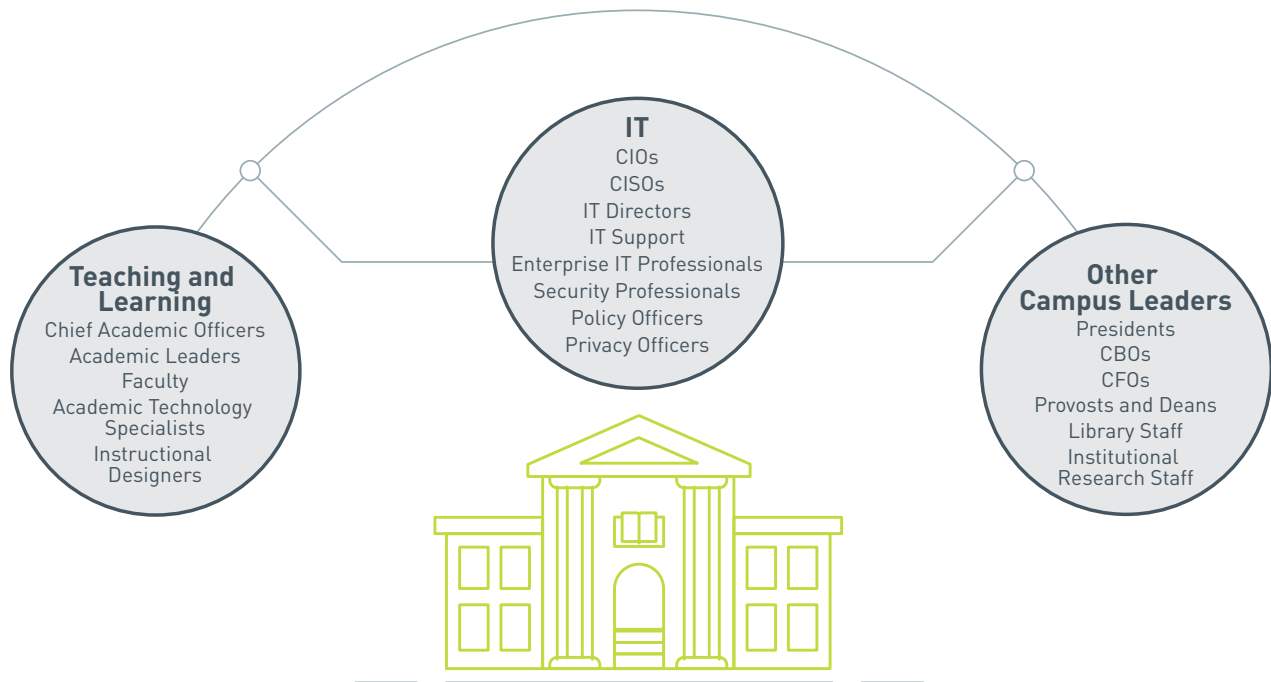 IT
CIOs
CISOs
IT Directors
IT Support
Enterprise IT Professionals
Security Professionals
Policy Officers
Privacy Officers
Teaching and
Learning
Chief Academic Officers
Academic Leaders
Faculty
Academic Technology
Specialists
Instructional
Designers
Other
Campus Leaders
Presidents
CBOs
CFOs
Provosts and Deans
Library Staff
Institutional
Research Staff